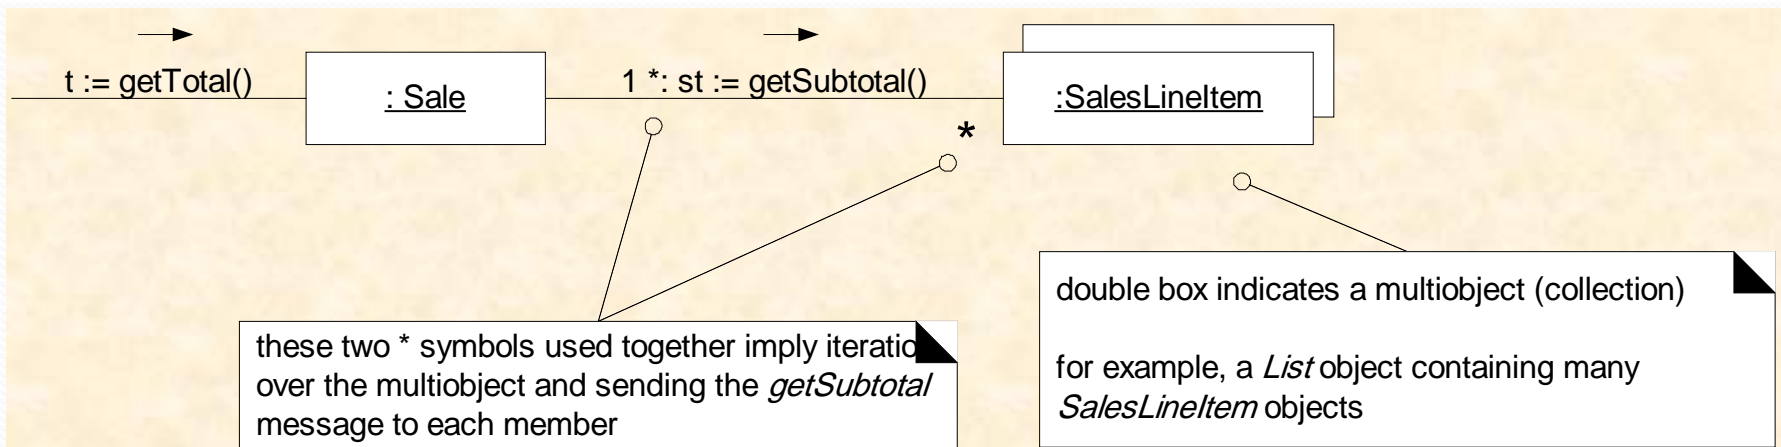 t := getTotal()
: Sale
1 *: st := getSubtotal()
:SalesLineItem
*
these two * symbols used together imply iteratio
over the multiobject and sending the getSubtotal
message to each member
double box indicates a multiobject (collection)
for example, a List object containing many
SalesLineItem objects